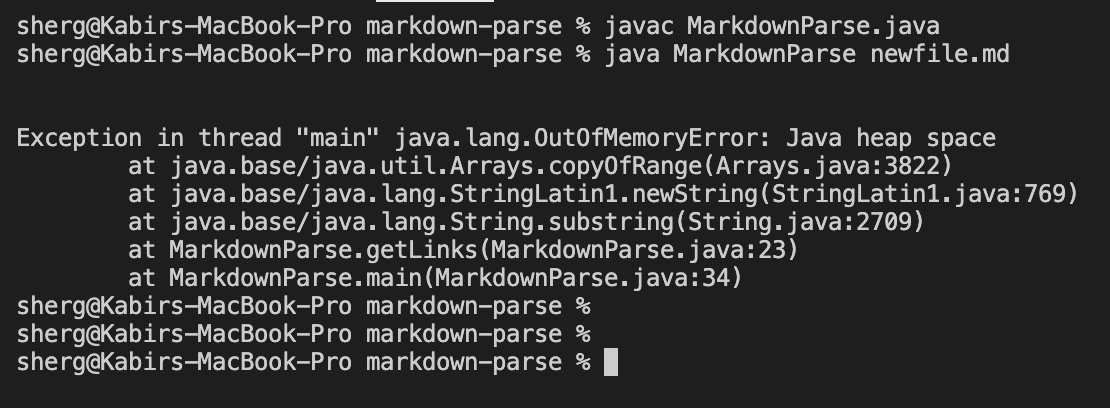 sherg@Kabirs-MacBook-Pro markdown-parse % javac MarkdownParse.java
sherg@Kabirs-MacBook-Pro markdown-parse % java MarkdownParse newfile.md
Exception in thread "main" java.lang.OutOfMemoryError: Java heap space
at java.base/java.util.Arrays.copyOfRange(Arrays.java:3822)
at java.base/java.lang.StringLatin1.newString(StringLatin1.java:769)
at java.base/java.lang.String.substring(String.java:2709)
at MarkdownParse.getLinks(MarkdownParse.java:23)
at MarkdownParse.main(MarkdownParse.java:34)
sherg@Kabirs-MacBook-Pro markdown-parse %
sherg@Kabirs-MacBook-Pro markdown-parse %
sherg@Kabirs-MacBook-Pro markdown-parse %